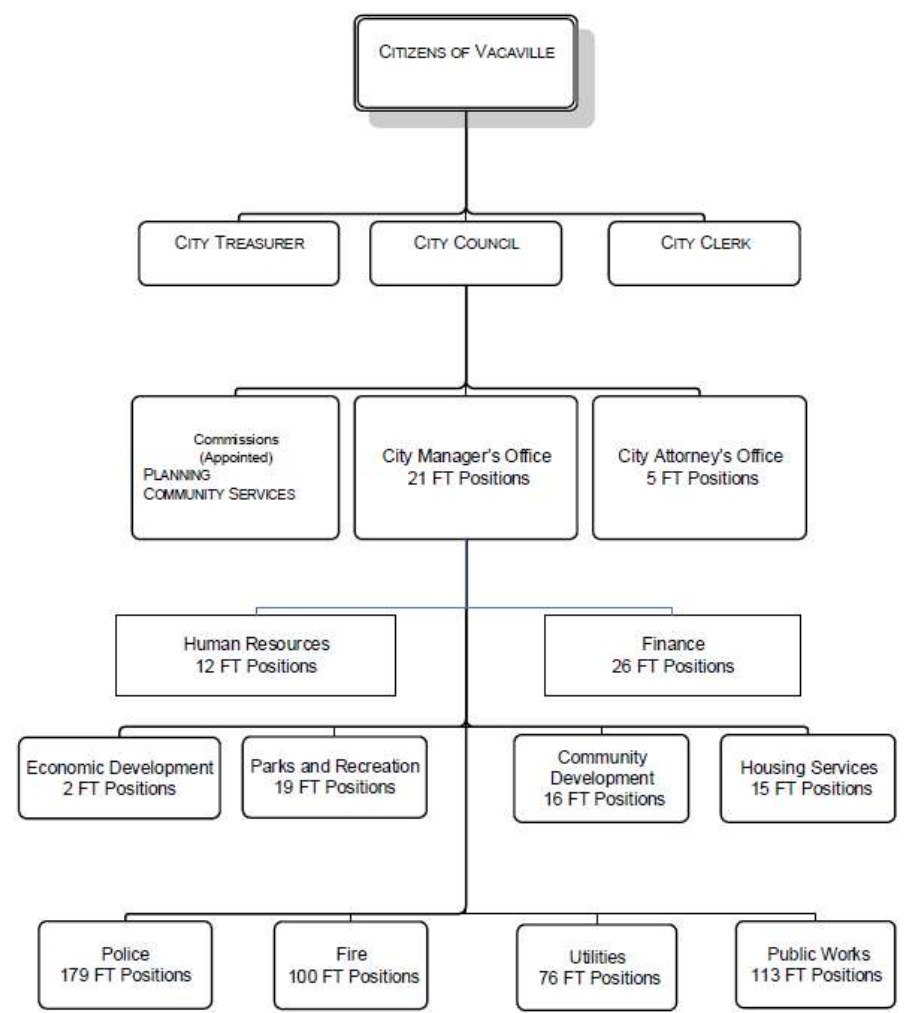 CITIZENS OF VACAVILLE
CITY TREASURER
CITY COUNCIL
CITY CLERK
Commissions
(Appointed)
PLANNING
COMMUNITY SERVICES
City Manager's Office
21 FT Positions
City Attorney's Office
5 FT Positions
Human Resources
12 FT Positions
Finance
26 FT Positions
Economic Development
2 FT Positions
Parks and Recreation
19 FT Positions
Community
Development
16 FT Positions
Housing Services
15 FT Positions
Police
179 FT Positions
Fire
100 FT Positions
Utilities
76 FT Positions
Public Works
113 FT Positions